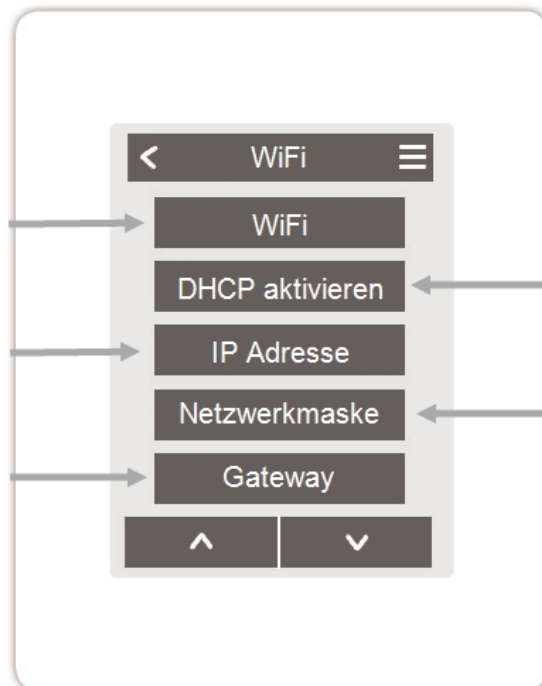 WiFi
WiFi
DHCP aktivieren
IP Adresse
Netzwerkmaske
Gateway